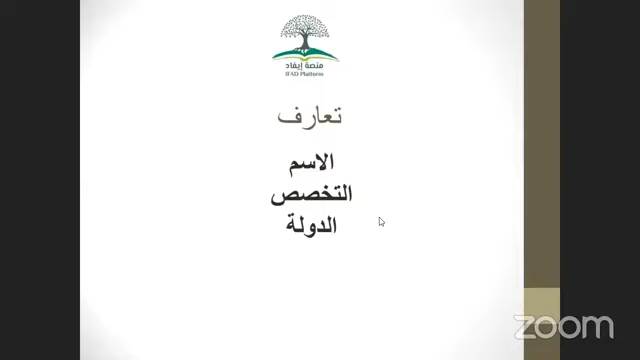 منصة إيفاد
IFAD Platform
تعارف
الاسم
التخصص
الدولة
zoom